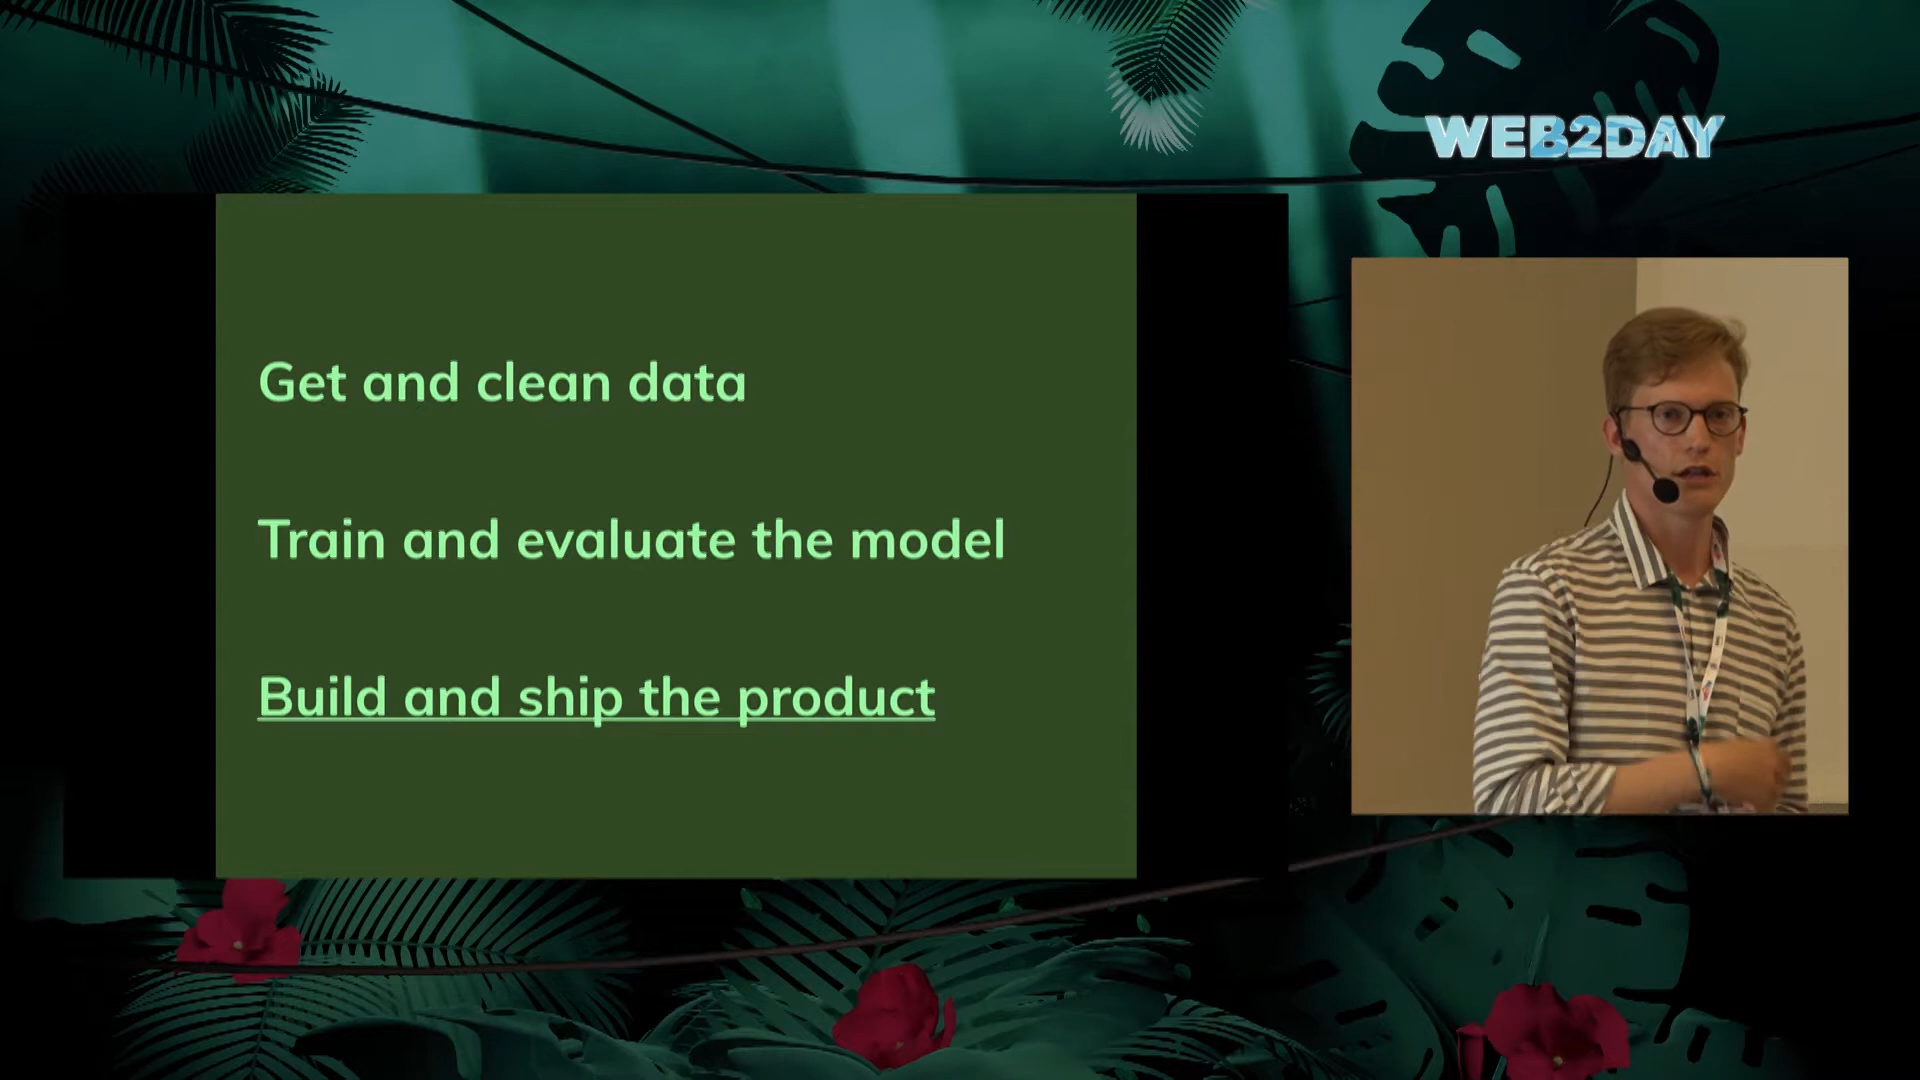 WEB2DAY
Get and clean data
Train and evaluate the model
Build and ship the product